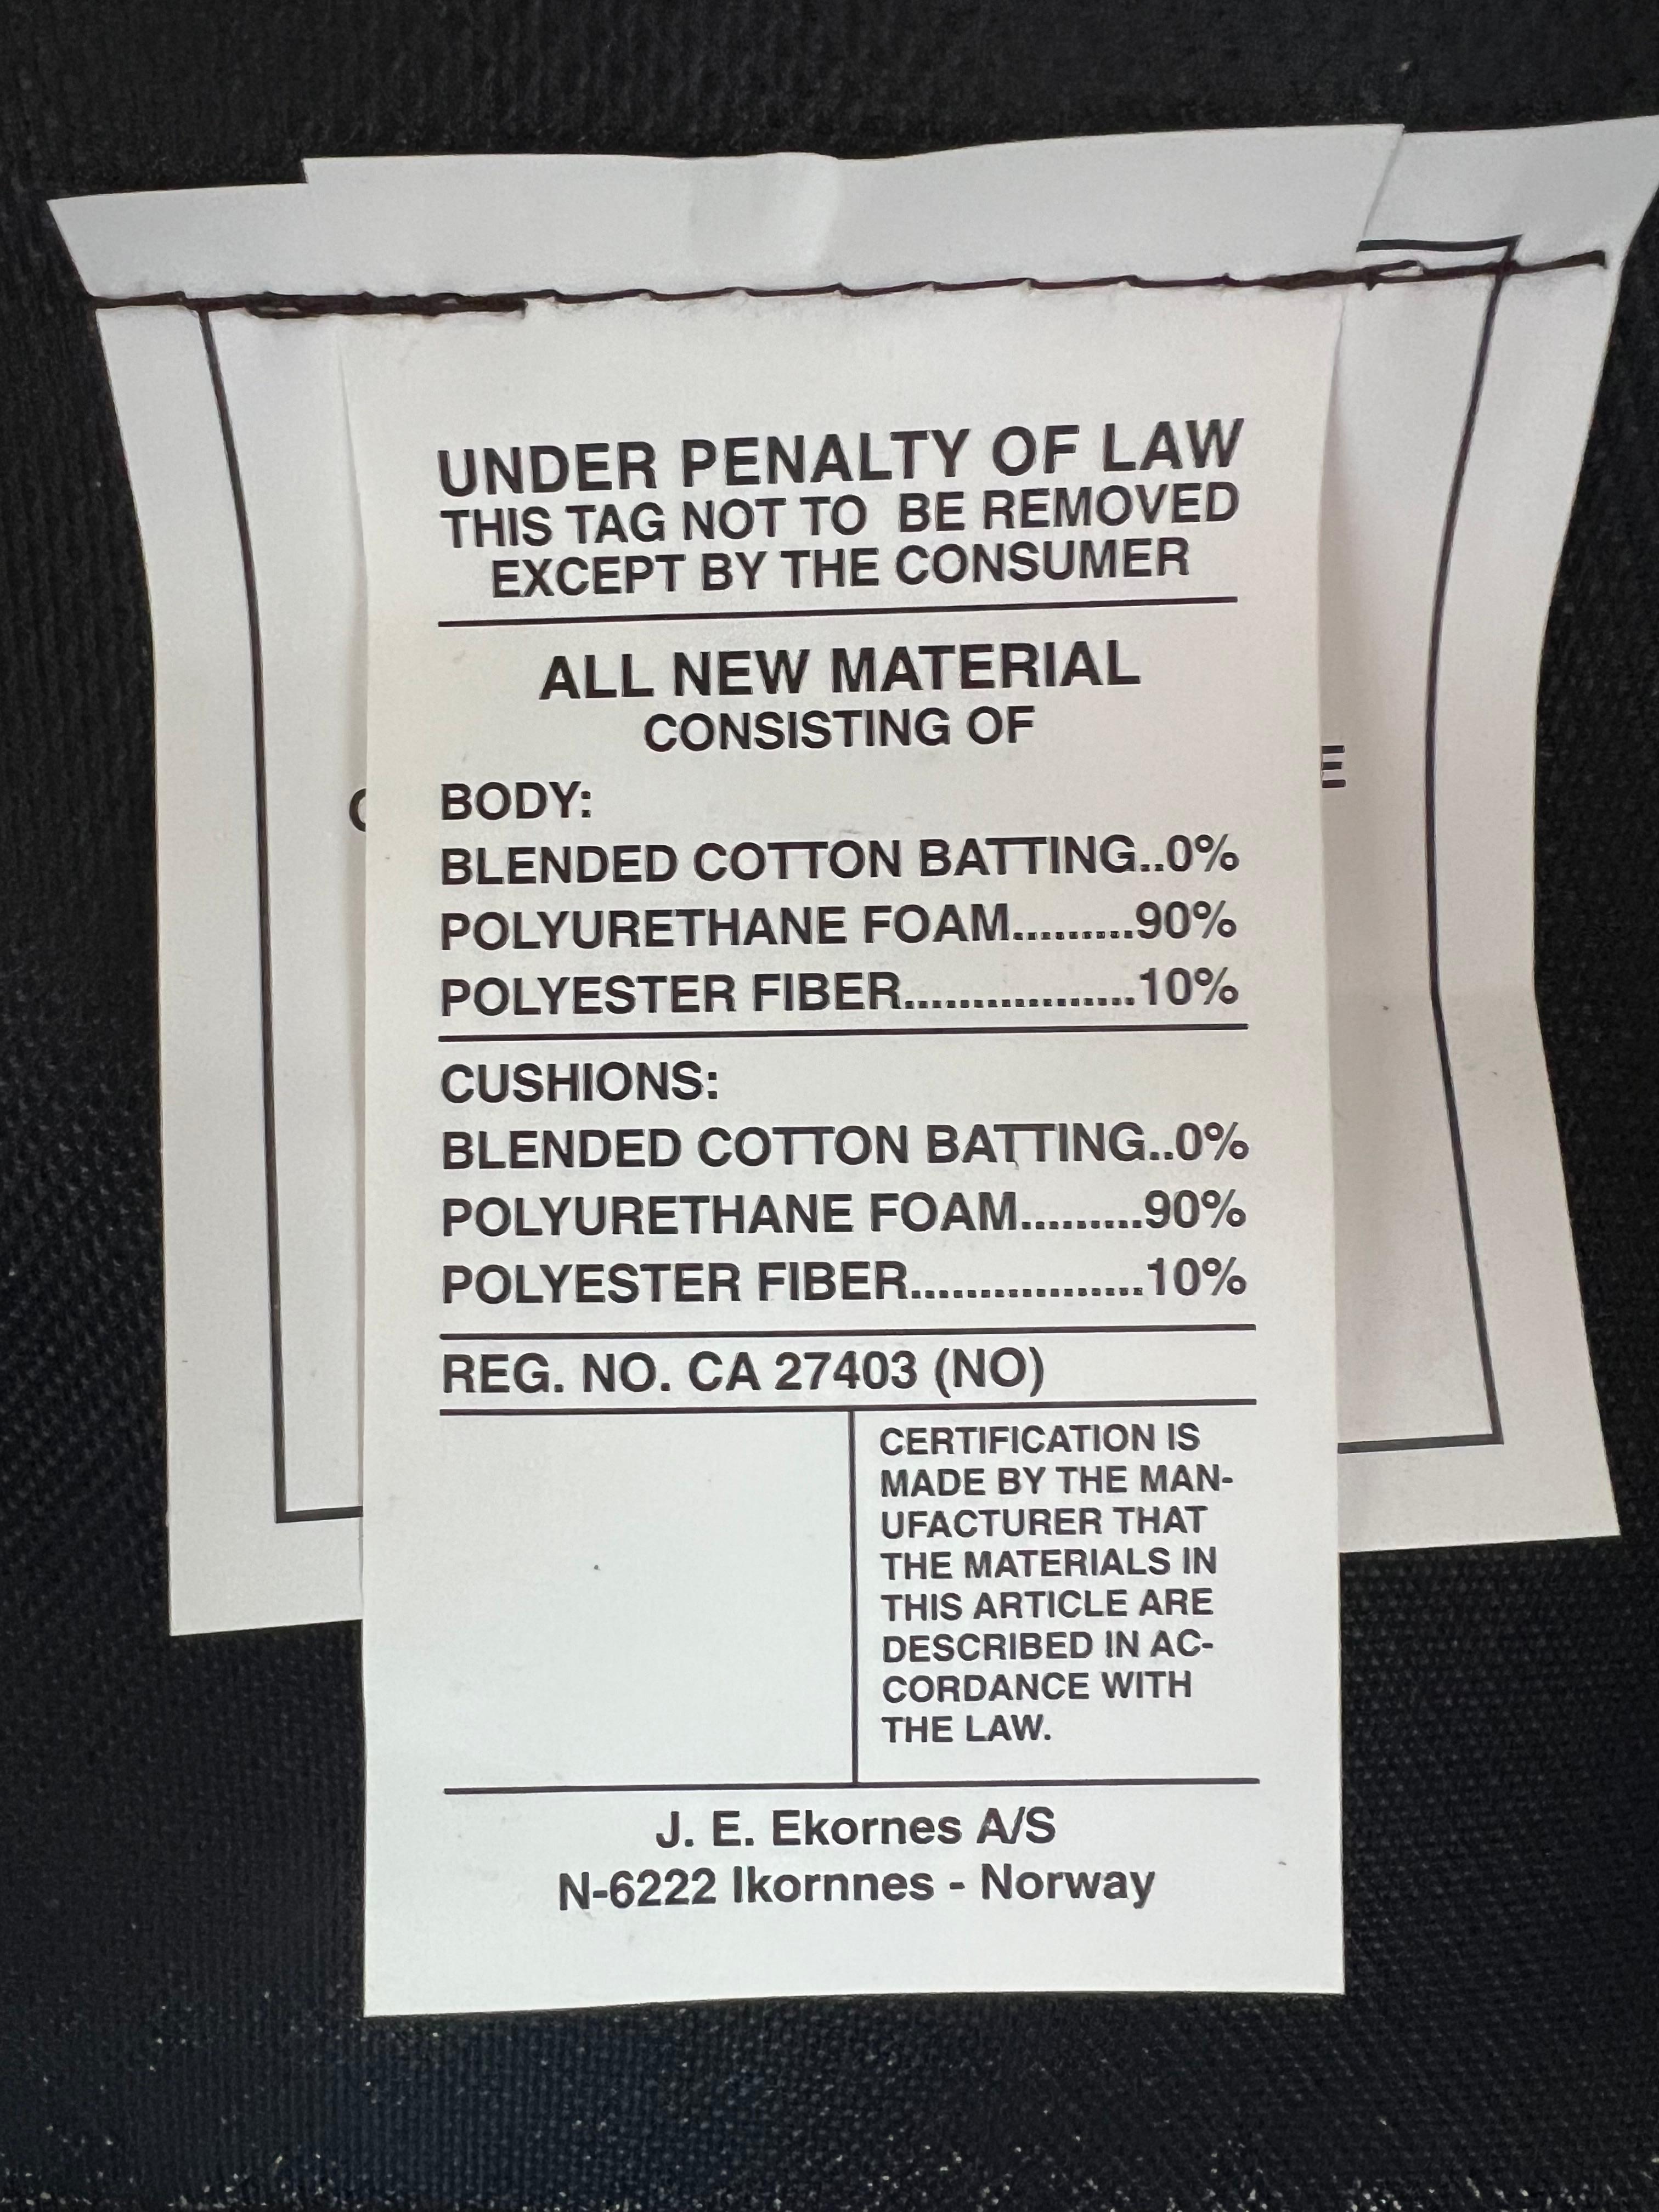 UNDER PENALTY OF LAW
THIS TAG NOT TO BE REMOVED
EXCEPT BY THE CONSUMER
ALL NEW MATERIAL
CONSISTING OF
BODY:
BLENDED COTTON BATTING..0%
POLYURETHANE FOAM.........90%
POLYESTER FIBER.................10%
CUSHIONS:
BLENDED COTTON BATTING..0%
POLYURETHANE FOAM.........90%
POLYESTER FIBER.................10%
REG. NO. CA 27403 (NO)
CERTIFICATION IS
MADE BY THE MAN-
UFACTURER THAT
THE MATERIALS IN
THIS ARTICLE ARE
DESCRIBED IN AC-
CORDANCE WITH
THE LAW.
J. E. Ekornes A/S
N-6222 Ikornnes - Norway